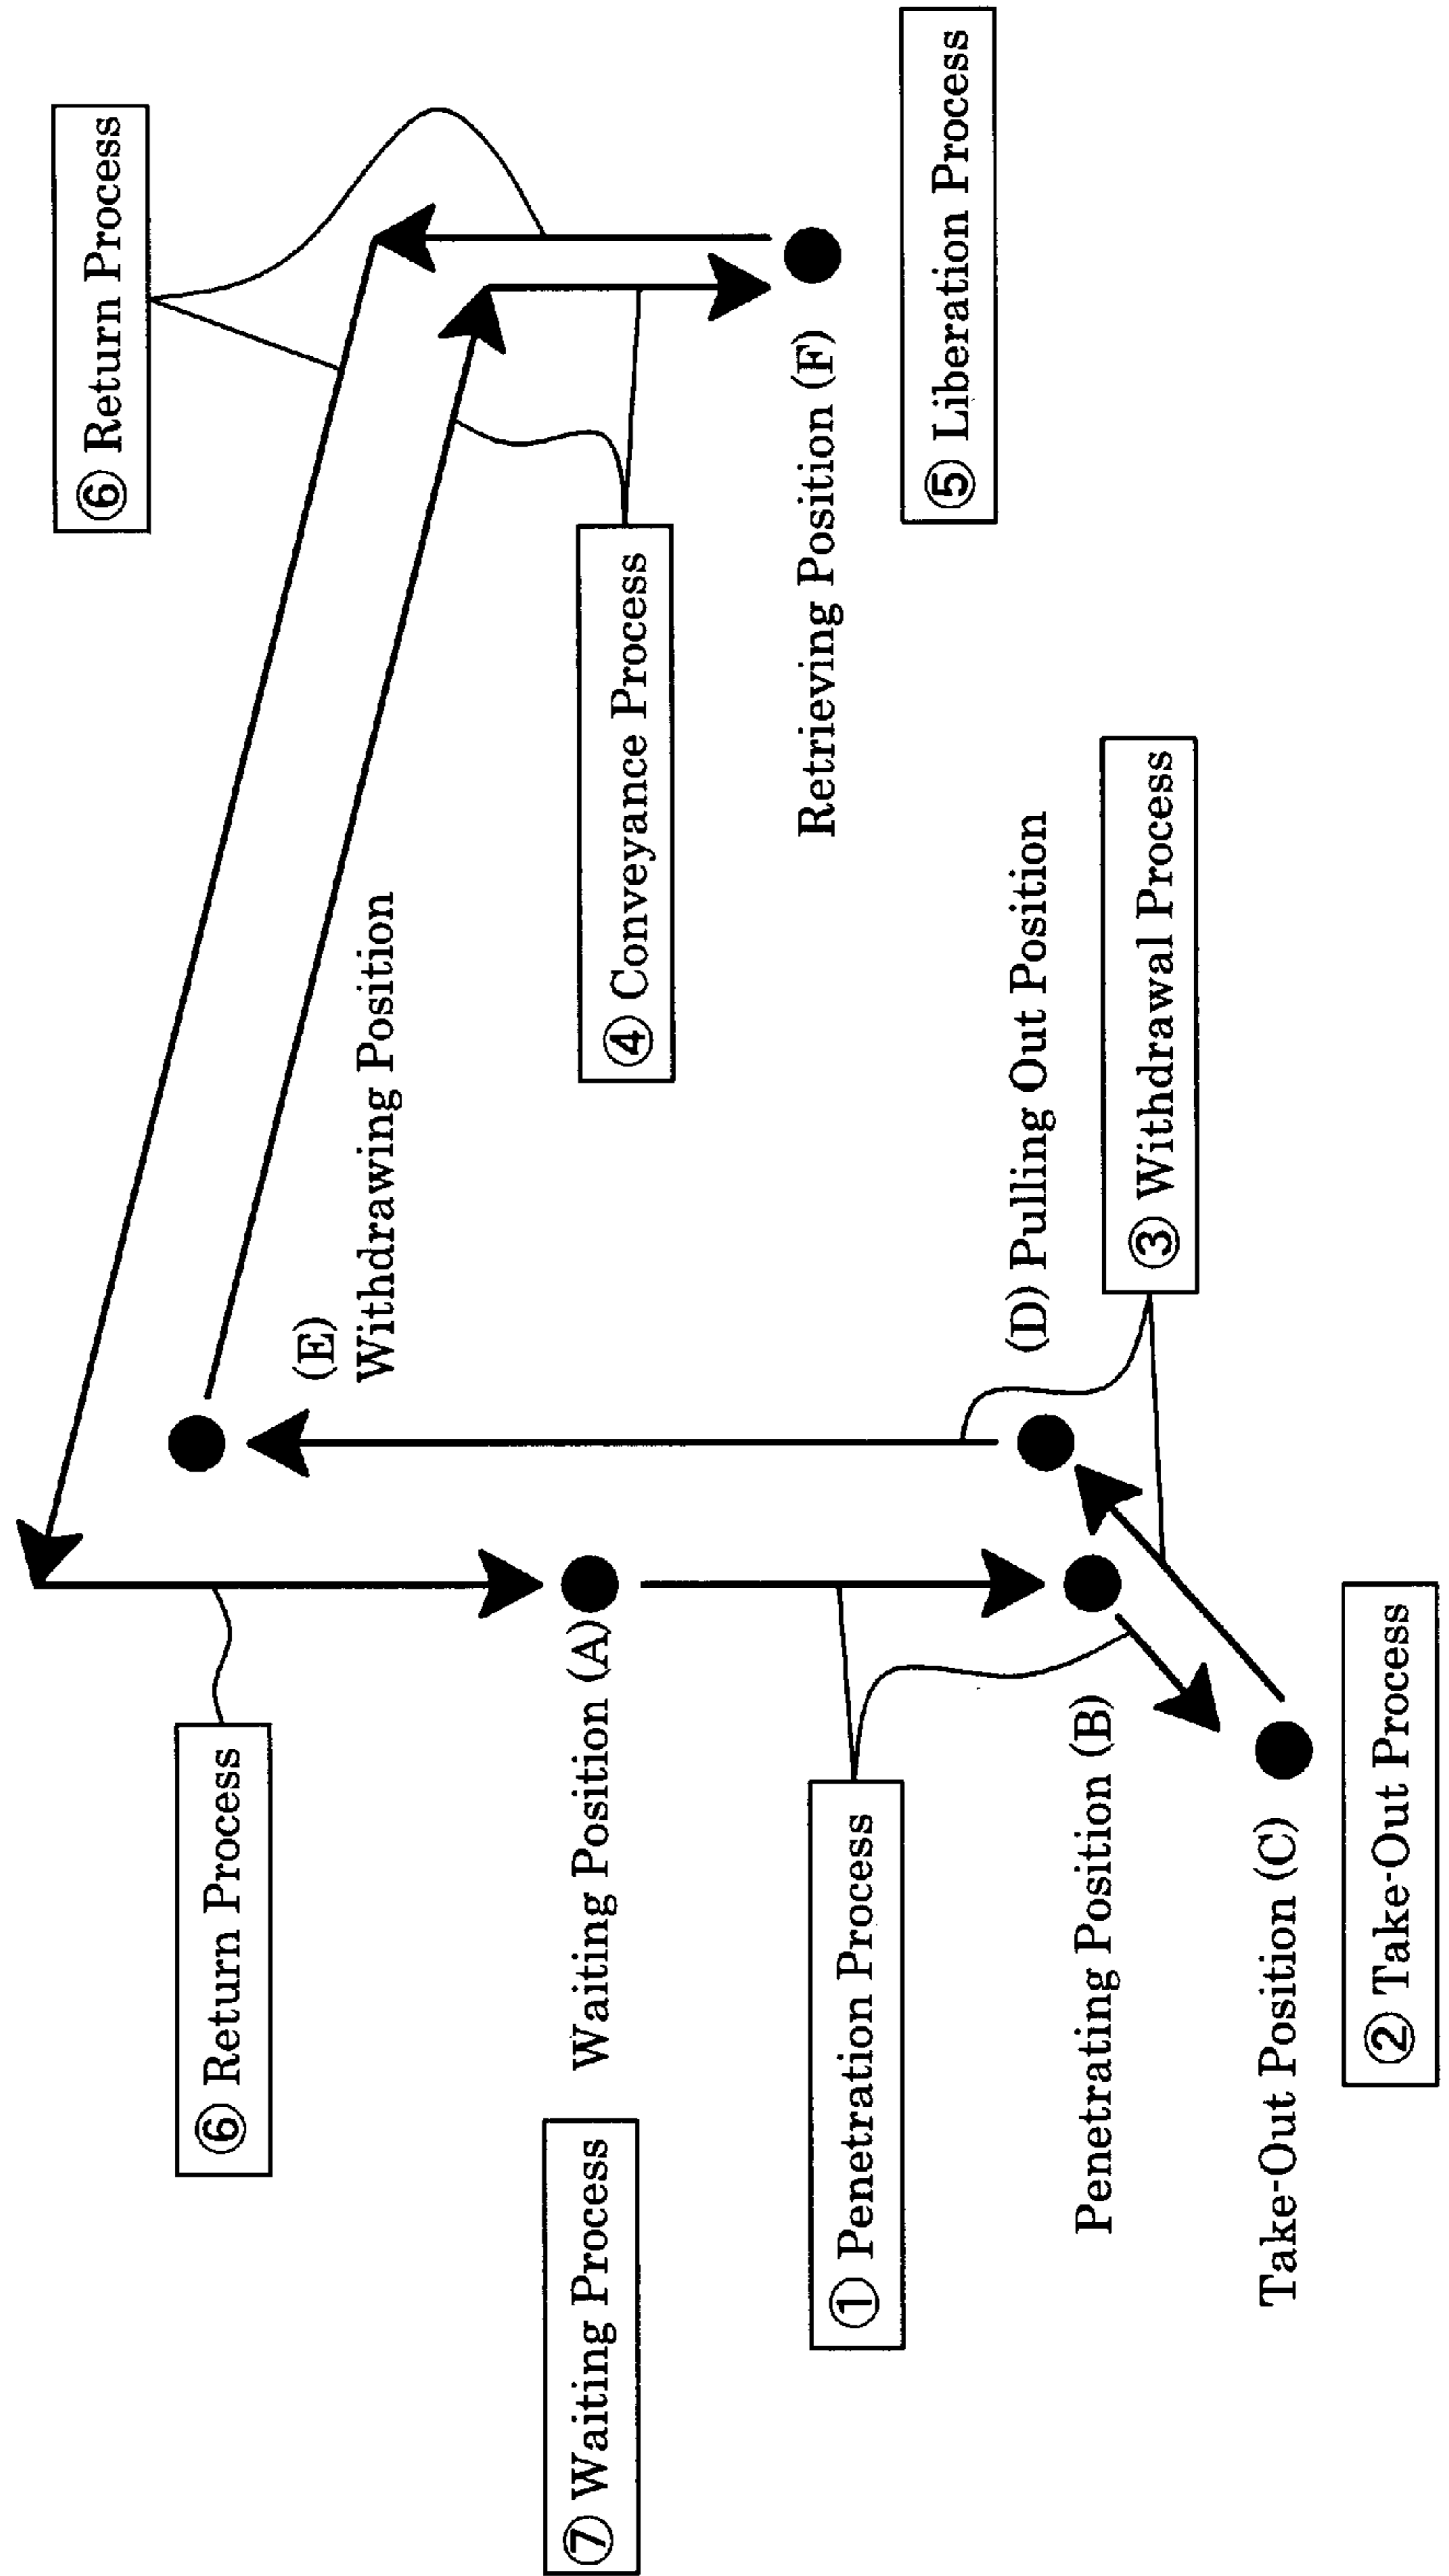 ⑥ Return Process
⑥ Return Process
(E)
Withdrawing Position
⑦ Waiting Process
Waiting Position (A)
④ Conveyance Process
Retrieving Position (F)
① Penetration Process
⑤ Liberation Process
(D) Pulling Out Position
Penetrating Position (B)
③ Withdrawal Process
Take-Out Position (C)
② Take-Out Process